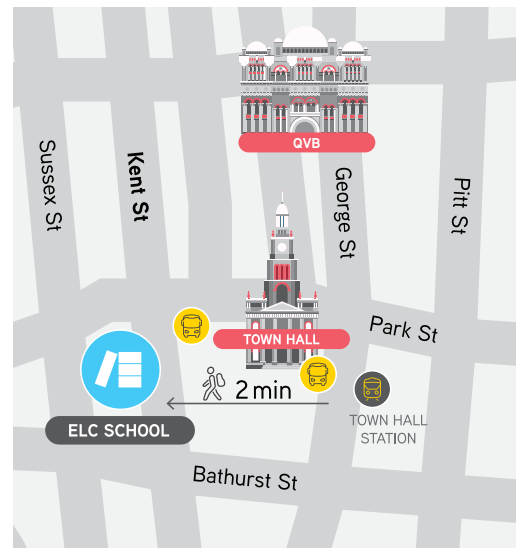 QVB
Sussex St
Kent St
George St
Pitt St
TOWN HALL
Park St
2 min
TOWN HALL
STATION
ELC SCHOOL
Bathurst St